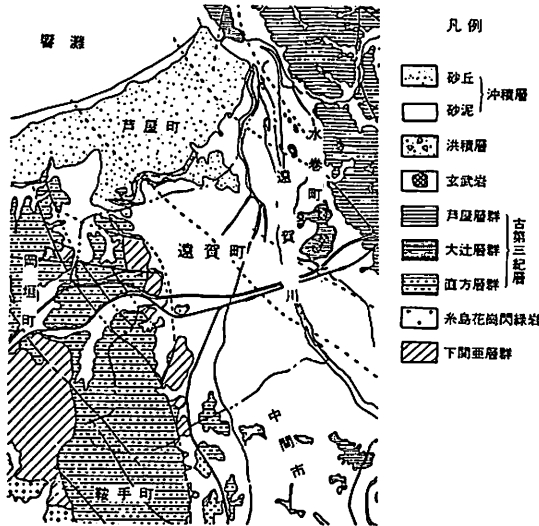 凡例
砂丘
砂泥
沖積層
洪積層
玄武岩
芦屋層群
大辻層群
直方層群
古第三紀層
糸島花崗閃緑岩
下関亜層群
響灘
芦屋町
水巻町
遠賀川
遠賀町
岡垣町
中間市
鞍手町